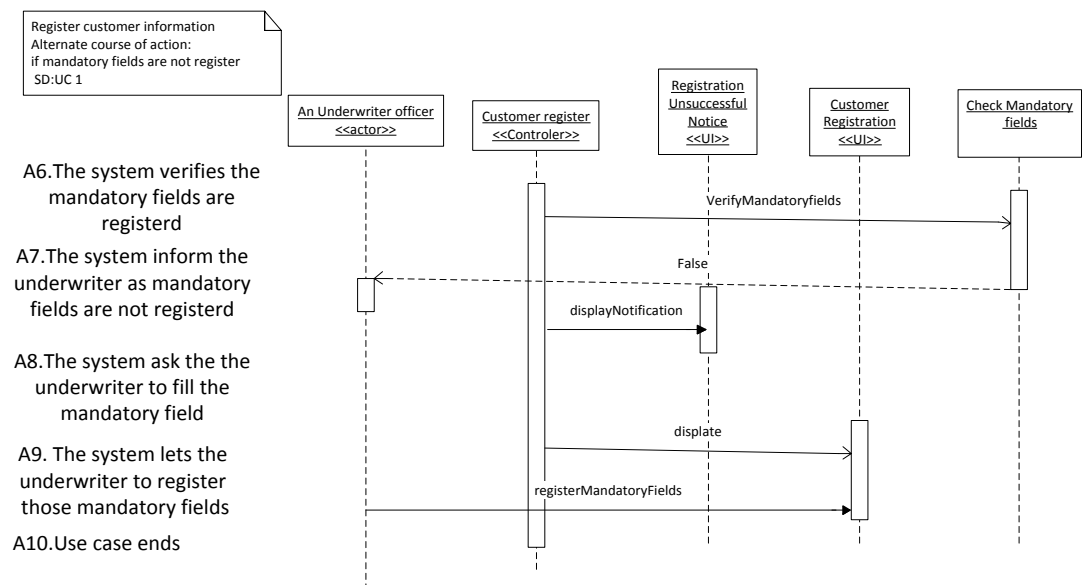 Register customer information
Alternate course of action:
if mandatory fields are not register
SD:UC 1
An Underwriter officer
<<actor>>
Customer register
<<Controler>>
Registration
Unsuccessful
Notice
<<UI>>
Customer
Registration
<<UI>>
Check Mandatory
fields
A6.The system verifies the
mandatory fields are
registerd
VerifyMandatoryfields
A7.The system inform the
underwriter as mandatory
fields are not registerd
False
displayNotification
A8.The system ask the the
underwriter to fill the
mandatory field
displate
A9. The system lets the
underwriter to register
those mandatory fields
registerMandatoryFields
A10.Use case ends